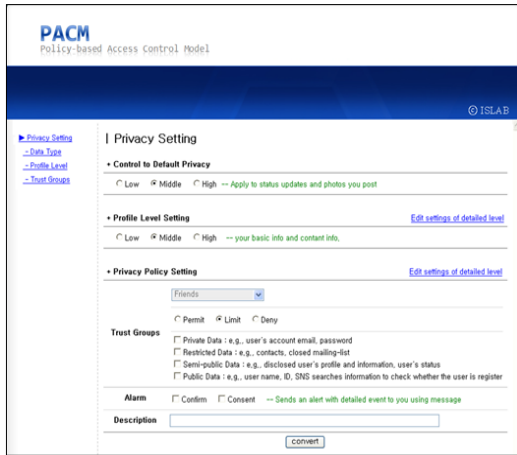 PACM
Policy-based Access Control Model
© ISLAB
▶ Privacy Setting
- Data Type
- Profile Level
- Trust Groups
| Privacy Setting
+ Control to Default Privacy
Low Middle High -- Apply to status updates and photos you post
+ Profile Level Setting Edit settings of detailed level
Low Middle High -- your basic info and contant info.
+ Privacy Policy Setting Edit settings of detailed level
Friends
Permit Limit Deny
Trust Groups
Private Data : e,g,. user's account email, password
Restricted Data : e,g,. contacts, closed mailing-list
Semi-public Data : e,g,. disclosed user's profile and information, user's status
Public Data : e,g,. user name, ID, SNS searches information to check whether the user is register
Alarm Confirm Consent -- Sends an alert with detailed event to you using message
Description
convert